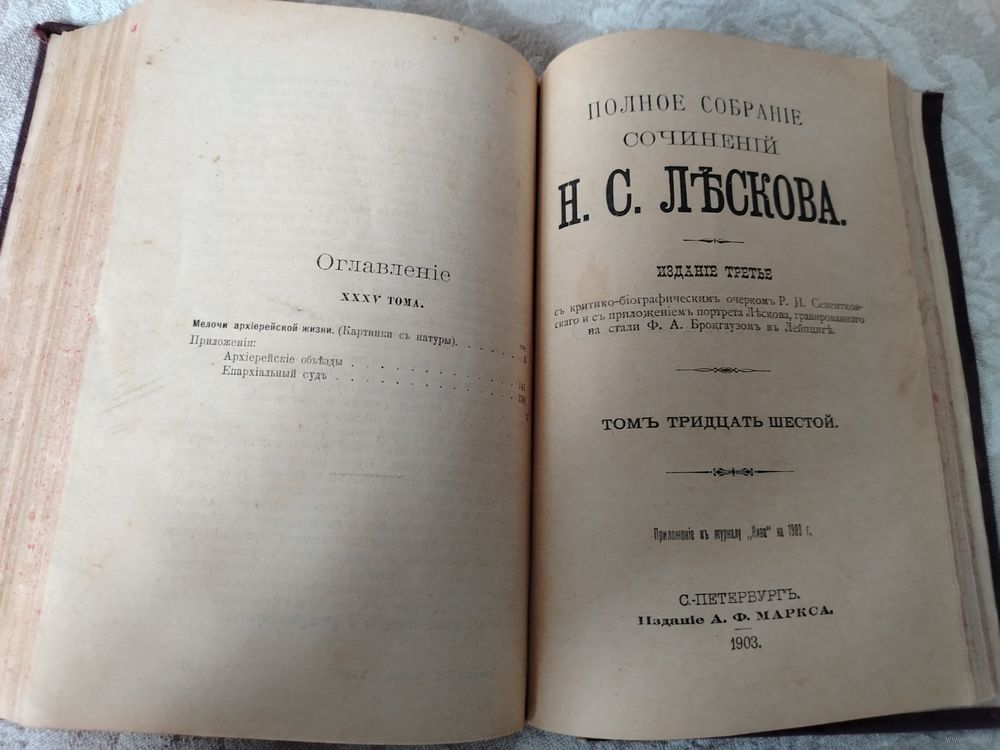 Оглавленіе
XXXV ТОМА.
СТР.
Мелочи архіерейской жизни. (Картинки съ натуры). 3
Приложенія:
Архіерейскіе объѣзды
Епархіальный судъ
ПОЛНОЕ СОБРАНІЕ
СОЧИНЕНІЙ
Н. С. ЛѢСКОВА.
ИЗДАНІЕ ТРЕТЬЕ
съ критико-біографическимъ очеркомъ Р. И. Сементков-
скаго и съ приложеніемъ портрета Лѣскова, гравированнаго
на стали Ф. А. Брокгаузомъ въ Лейпцигѣ.
ТОМЪ ТРИДЦАТЬ ШЕСТОЙ.
Приложеніе къ журналу „Нива" на 1903 г.
С.-ПЕТЕРБУРГЪ.
Изданіе А. Ф. МАРКСА.
1903.